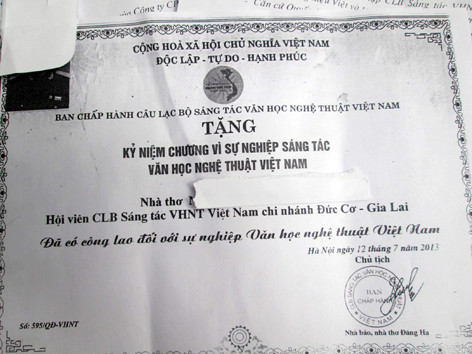 CỘNG HOÀ XÃ HỘI CHỦ NGHĨA VIỆT NAM
ĐỘC LẬP - TỰ DO - HẠNH PHÚC
BAN CHẤP HÀNH CÂU LẠC BỘ SÁNG TÁC VĂN HỌC NGHỆ THUẬT VIỆT NAM
TẶNG
KỶ NIỆM CHƯƠNG VÌ SỰ NGHIỆP SÁNG TÁC
VĂN HỌC NGHỆ THUẬT VIỆT NAM
Nhà thơ
Hội viên CLB Sáng tác VHNT Việt Nam chi nhánh Đức Cơ - Gia Lai
Đã có công lao đối với sự nghiệp Văn học nghệ thuật Việt Nam
Hà Nội ngày 12 tháng 7 năm 2013
Chủ tịch
BAN
CHẤP HÀNH
VIỆT NAM
Số: 595/QĐ-VHNT
Nhà báo, nhà thơ Đăng Hạ